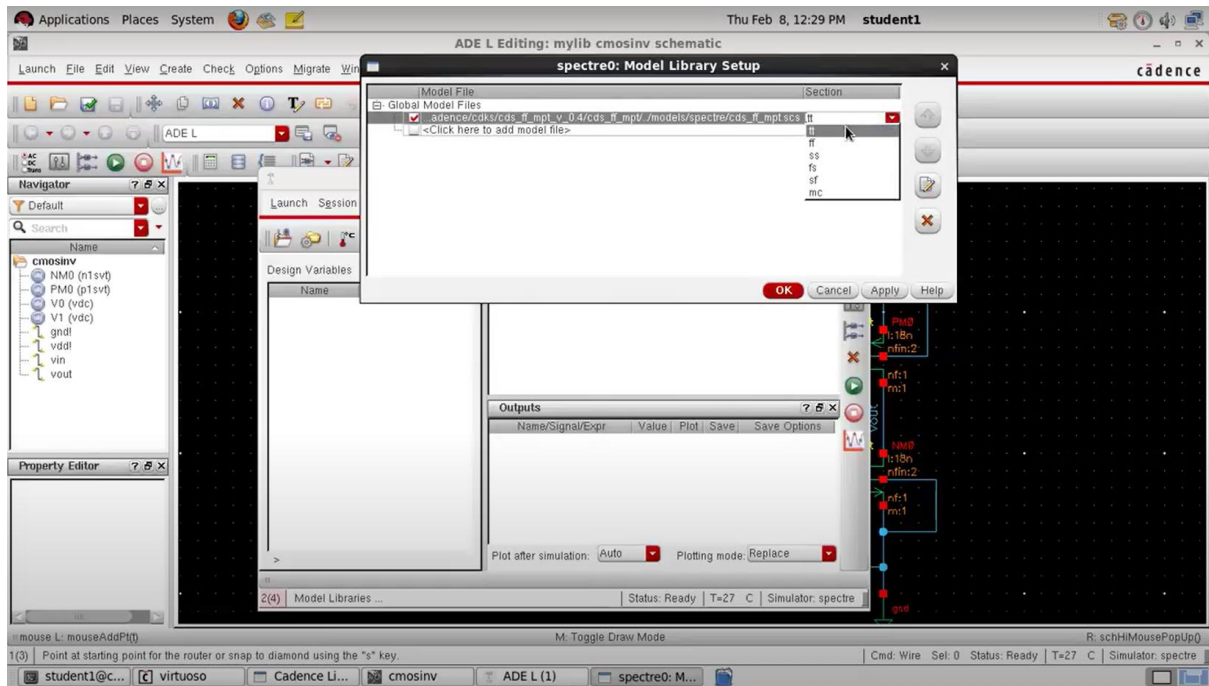 Applications Places System Thu Feb 8, 12:29 PM student1
ADE L Editing: mylib cmosinv schematic
Launch File Edit View Create Check Options Migrate Win
cādence
spectre0: Model Library Setup
Model File Section
Global Model Files
...adence/cdks/cds_ff_mpt_v_0.4/cds_ff_mpt/../models/spectre/cds_ff_mpt.scs tt
<Click here to add model file>
tt
ff
ss
fs
sf
mc
OK Cancel Apply Help
ADE L
Navigator
Default
Search
Name
cmosinv
NM0 (n1svt)
PM0 (p1svt)
V0 (vdc)
V1 (vdc)
gnd!
vdd!
vin
vout
Property Editor
Launch Session
Design Variables
Name
>
Outputs
Name/Signal/Expr Value Plot Save Save Options
Plot after simulation: Auto Plotting mode: Replace
2(4) Model Libraries ... Status: Ready T=27 C Simulator: spectre
PM0
l:18n
nfin:2
nf:1
m:1
vout
NM0
l:18n
nfin:2
nf:1
m:1
gnd
mouse L: mouseAddPt(t) M: Toggle Draw Mode R: schHiMousePopUp()
1(3) Point at starting point for the router or snap to diamond using the "s" key. Cmd: Wire Sel: 0 Status: Ready T=27 C Simulator: spectre
student1@c... virtuoso Cadence Li... cmosinv ADE L (1) spectre0: M...